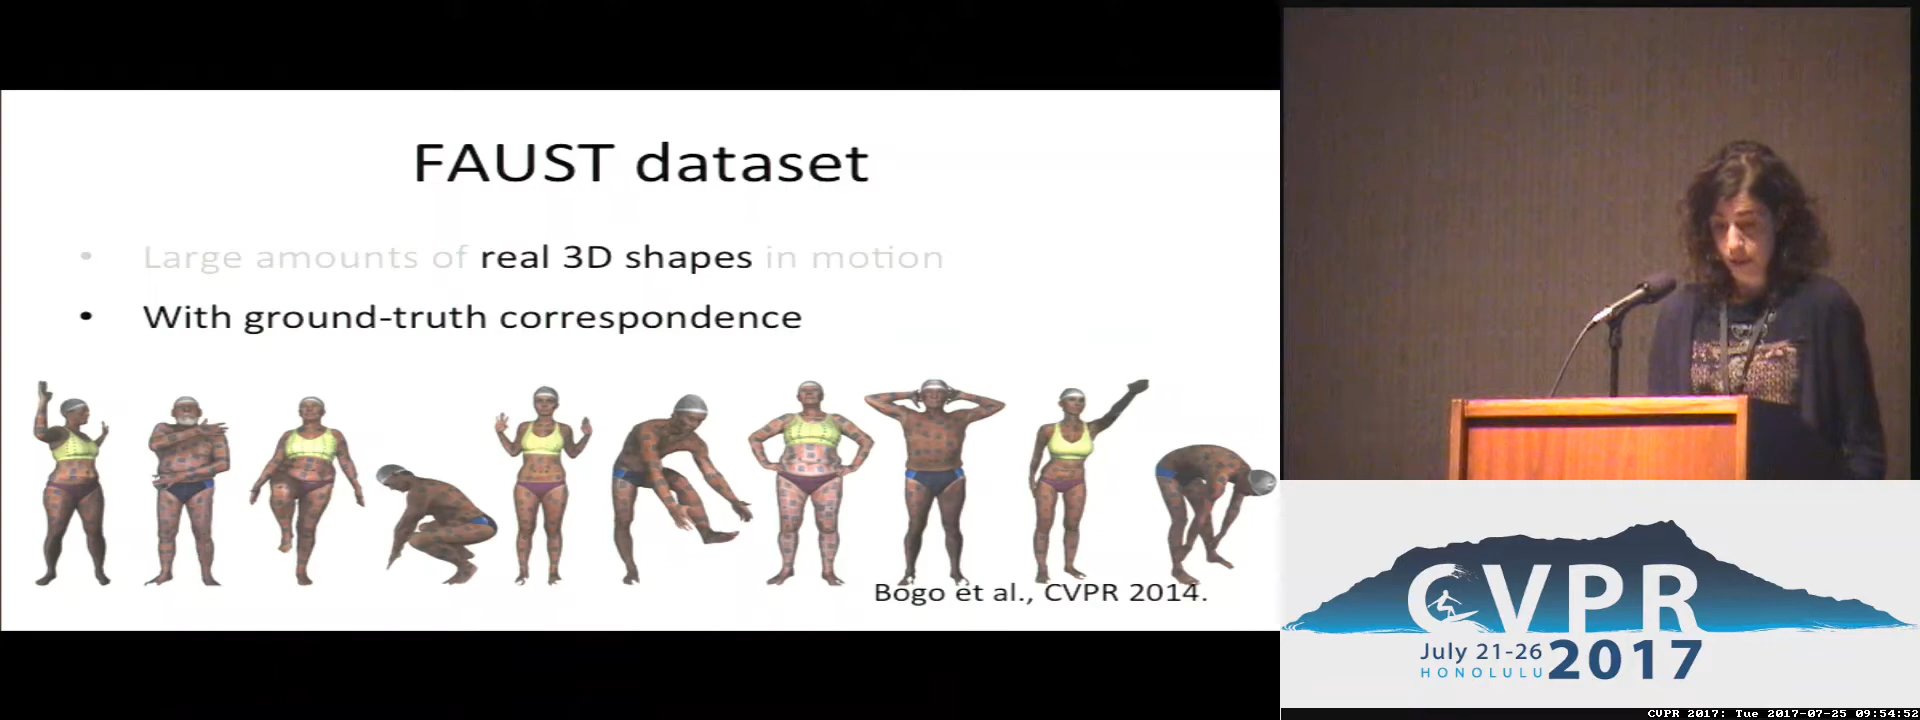 FAUST dataset
• Large amounts of real 3D shapes in motion
• With ground-truth correspondence
Bogo et al., CVPR 2014.
CVPR
July 21-26
HONOLULU
2017
CVPR 2017: Tue 2017-07-25 09:54:52